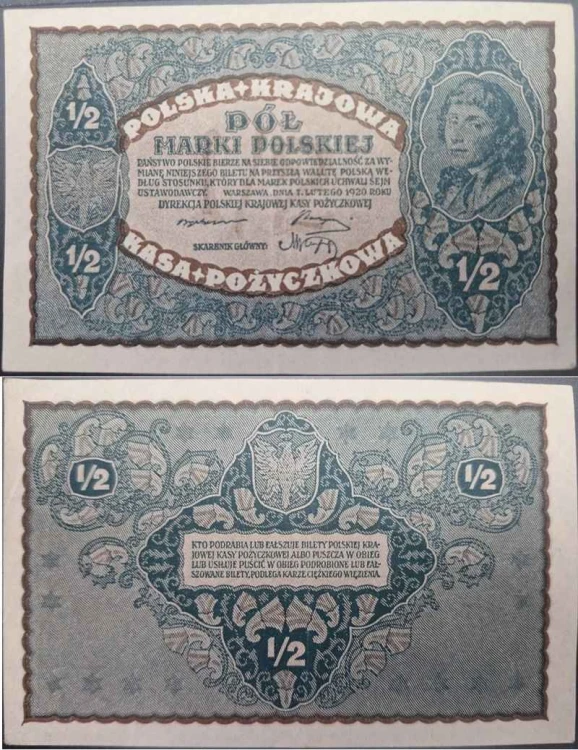 POLSKA + KRAJOWA
1/2
PÓŁ
MARKI POLSKIEJ
PAŃSTWO POLSKIE BIERZE NA SIEBIE ODPOWIEDZIALNOŚĆ ZA WY-
MIANĘ NINIEJSZEGO BILETU NA PRZYSZŁĄ WALUTĘ POLSKĄ WE-
DŁUG STOSUNKU, KTÓRY DLA MAREK POLSKICH UCHWALI SEJM
USTAWODAWCZY. WARSZAWA, DNIA 7. LUTEGO 1920 ROKU
DYREKCJA POLSKIEJ KRAJOWEJ KASY POŻYCZKOWEJ
SKARBNIK GŁÓWNY:
KASA + POŻYCZKOWA
1/2
1/2
1/2
1/2
KTO PODRABIA LUB FAŁSZUJE BILETY POLSKIEJ KRA-
JOWEJ KASY POŻYCZKOWEJ ALBO PUSZCZA W OBIEG
LUB USIŁUJE PUŚCIĆ W OBIEG PODROBIONE LUB FAŁ-
SZOWANE BILETY, PODLEGA KARZE CIĘŻKIEGO WIĘZIENIA.
1/2